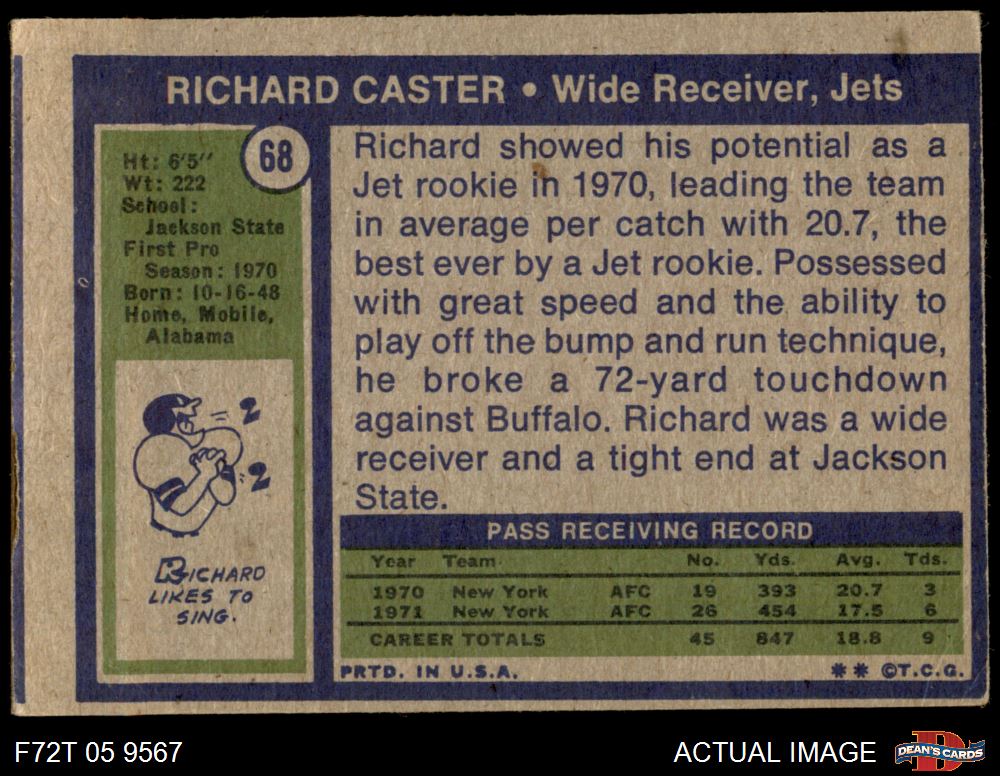 RICHARD CASTER • Wide Receiver, Jets
68
Ht: 6'5"
Wt: 222
School:
Jackson State
First Pro
Season: 1970
Born: 10-16-48
Home, Mobile,
Alabama
RICHARD
LIKES TO
SING.
Richard showed his potential as a
Jet rookie in 1970, leading the team
in average per catch with 20.7, the
best ever by a Jet rookie. Possessed
with great speed and the ability to
play off the bump and run technique,
he broke a 72-yard touchdown
against Buffalo. Richard was a wide
receiver and a tight end at Jackson
State.
PASS RECEIVING RECORD
Year Team No. Yds. Avg. Tds.
1970 New York AFC 19 393 20.7 3
1971 New York AFC 26 454 17.5 6
CAREER TOTALS 45 847 18.8 9
PRTD. IN U.S.A. ** ©T.C.G.
F72T 05 9567 ACTUAL IMAGE DEAN'S CARDS